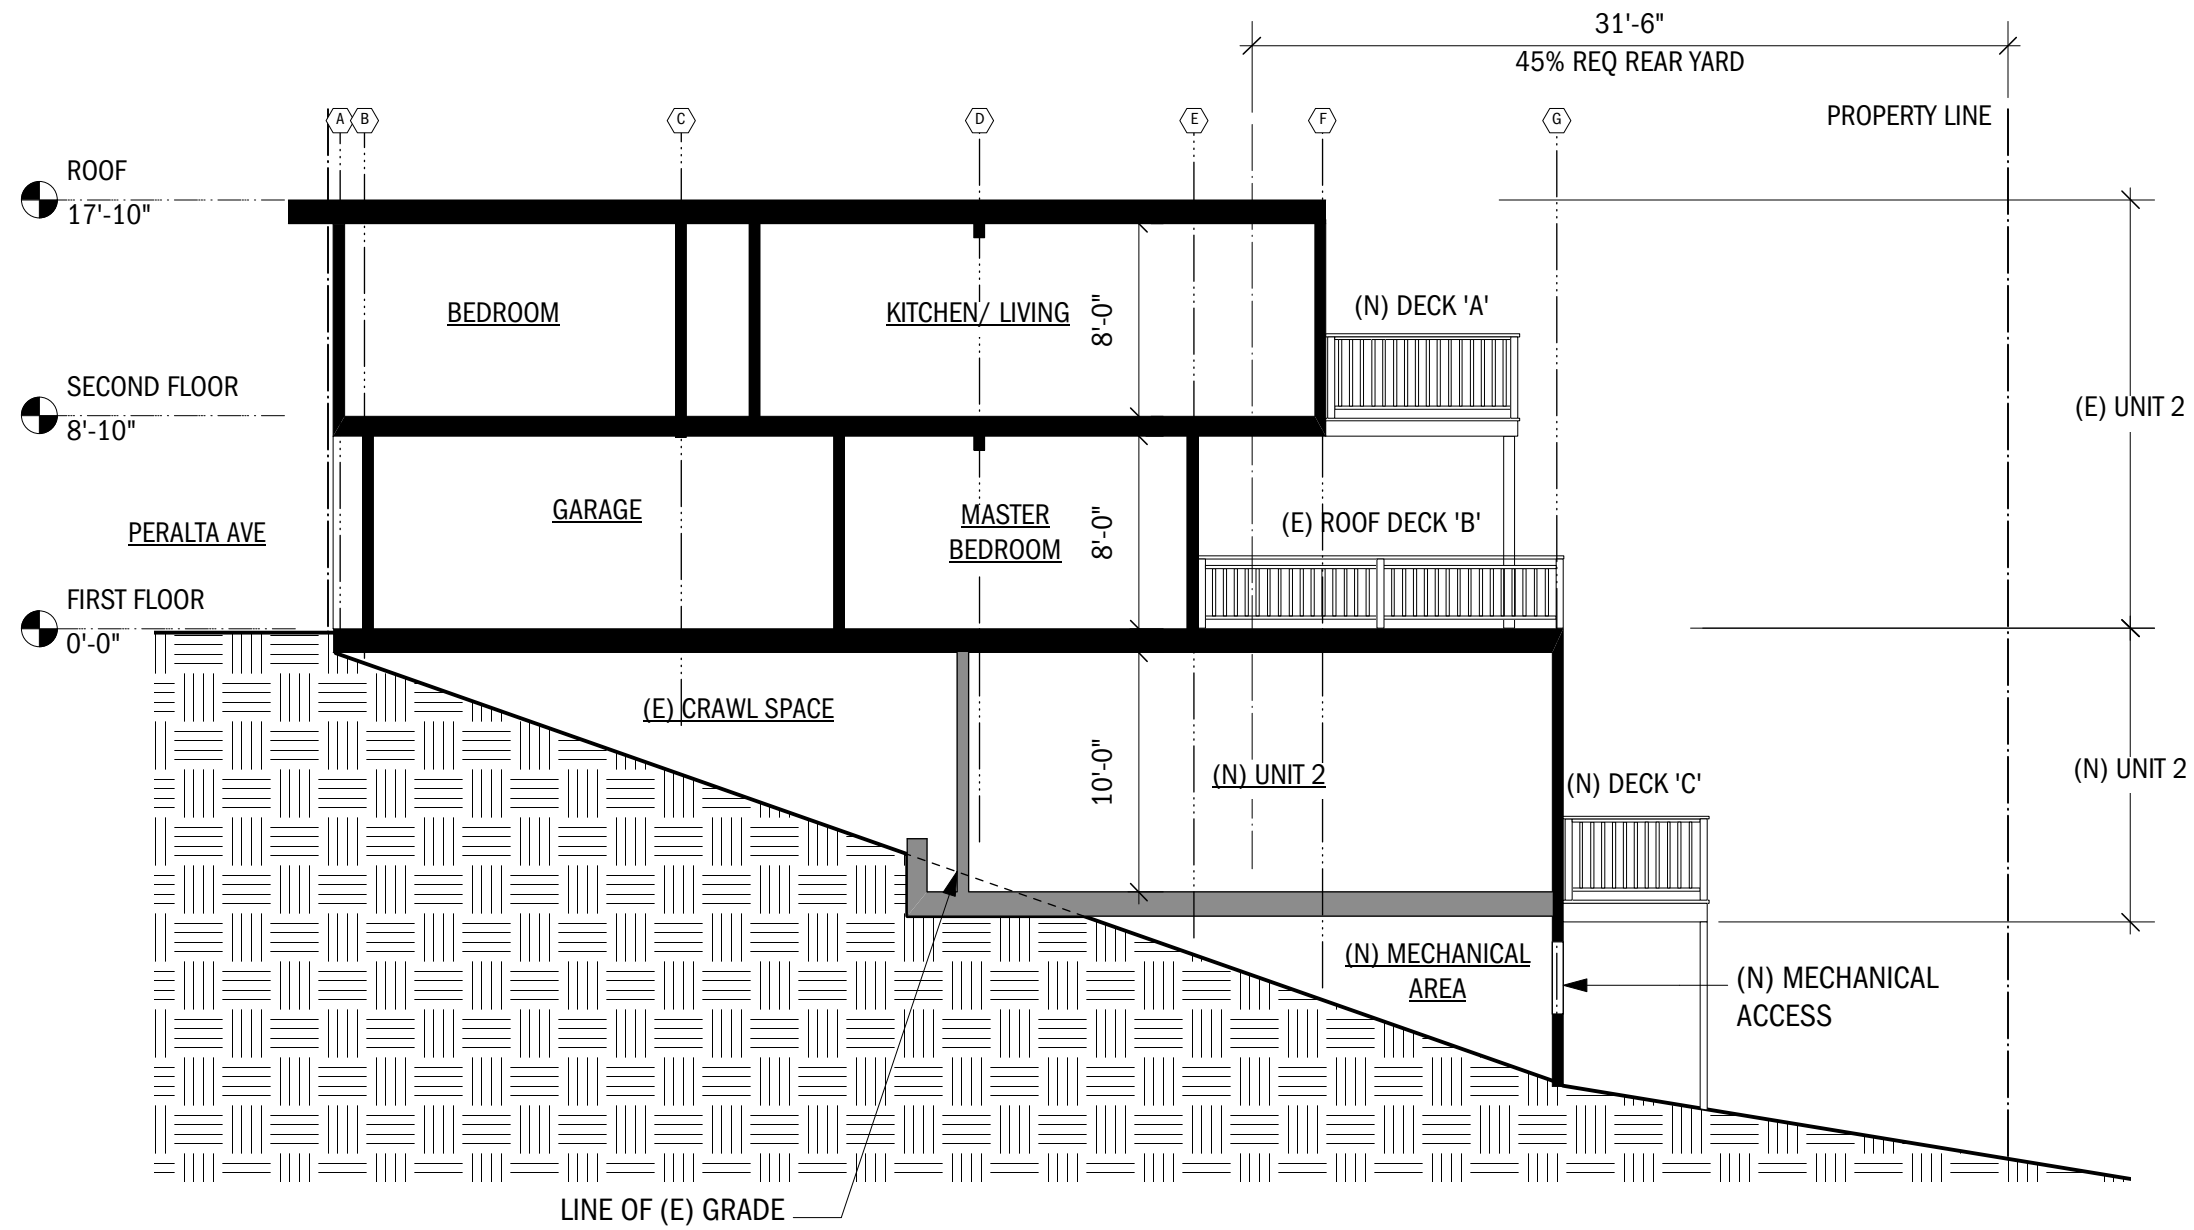 31'-6"
45% REQ REAR YARD
A
B
C
D
E
F
G
PROPERTY LINE
ROOF
17'-10"
BEDROOM
KITCHEN/ LIVING
8'-0"
(N) DECK 'A'
SECOND FLOOR
8'-10"
(E) UNIT 2
GARAGE
MASTER
BEDROOM
8'-0"
(E) ROOF DECK 'B'
PERALTA AVE
FIRST FLOOR
0'-0"
(E) CRAWL SPACE
10'-0"
(N) UNIT 2
(N) DECK 'C'
(N) UNIT 2
(N) MECHANICAL
AREA
(N) MECHANICAL
ACCESS
LINE OF (E) GRADE